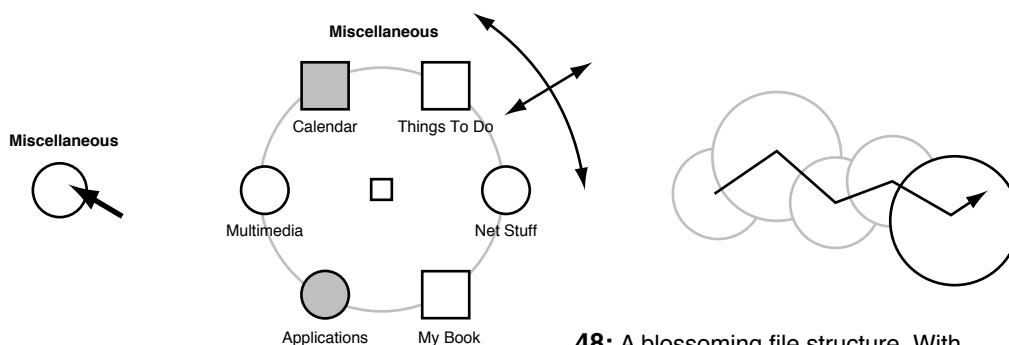 Miscellaneous
Miscellaneous
Calendar
Things To Do
Multimedia
Net Stuff
Applications
My Book
48: A blossoming file structure. With